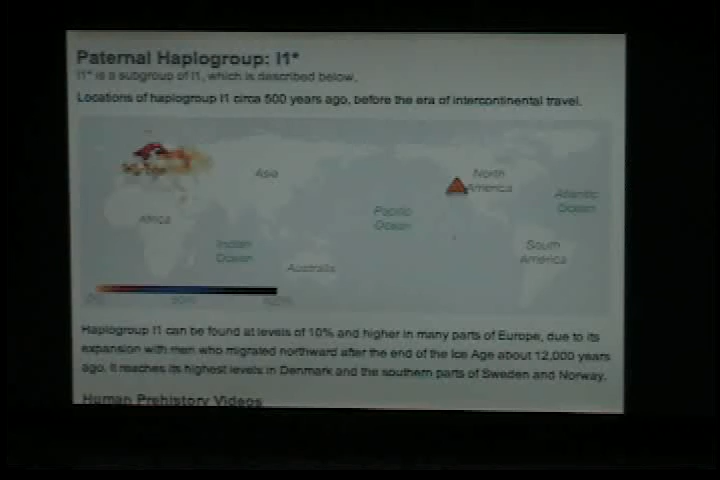 Paternal Haplogroup: I1*
I1* is a subgroup of I1, which is described below.
Locations of haplogroup I1 circa 500 years ago, before the era of intercontinental travel.
Asia
North
America
Atlantic
Ocean
Pacific
Ocean
Africa
Indian
Ocean
South
America
Australia
Haplogroup I1 can be found at levels of 10% and higher in many parts of Europe, due to its
expansion with men who migrated northward after the end of the Ice Age about 12,000 years
ago. It reaches its highest levels in Denmark and the southern parts of Sweden and Norway.
Human Prehistory Videos